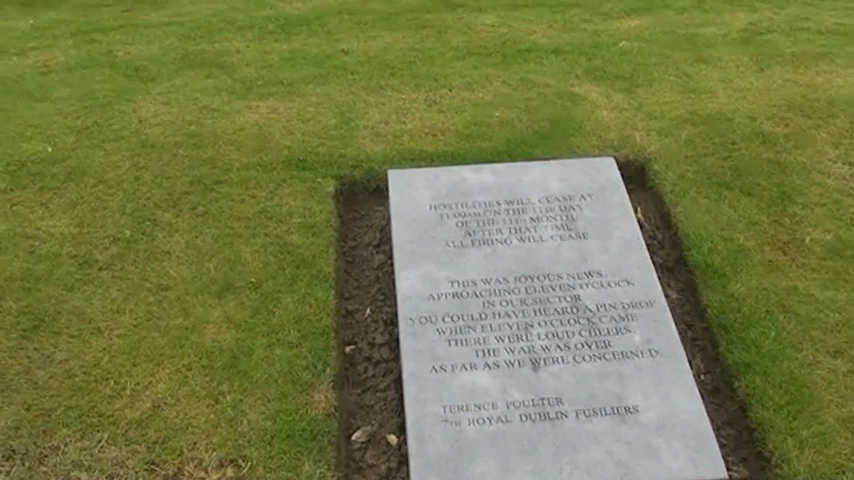 HOSTILITIES WILL CEASE AT
11.00AM ON THE 11TH DAY
OF THE 11TH MONTH
AFTER THAT TIME
ALL FIRING WILL CEASE.
THIS WAS JOYOUS NEWS.
APPROACHING ELEVEN O'CLOCK
IN OUR SECTOR
YOU COULD HAVE HEARD A PIN DROP
WHEN ELEVEN O'CLOCK CAME
THERE WERE LOUD CHEERS.
THE WAR WAS OVER
AS FAR AS WE WERE CONCERNED.
TERENCE POULTER
7TH ROYAL DUBLIN FUSILIERS